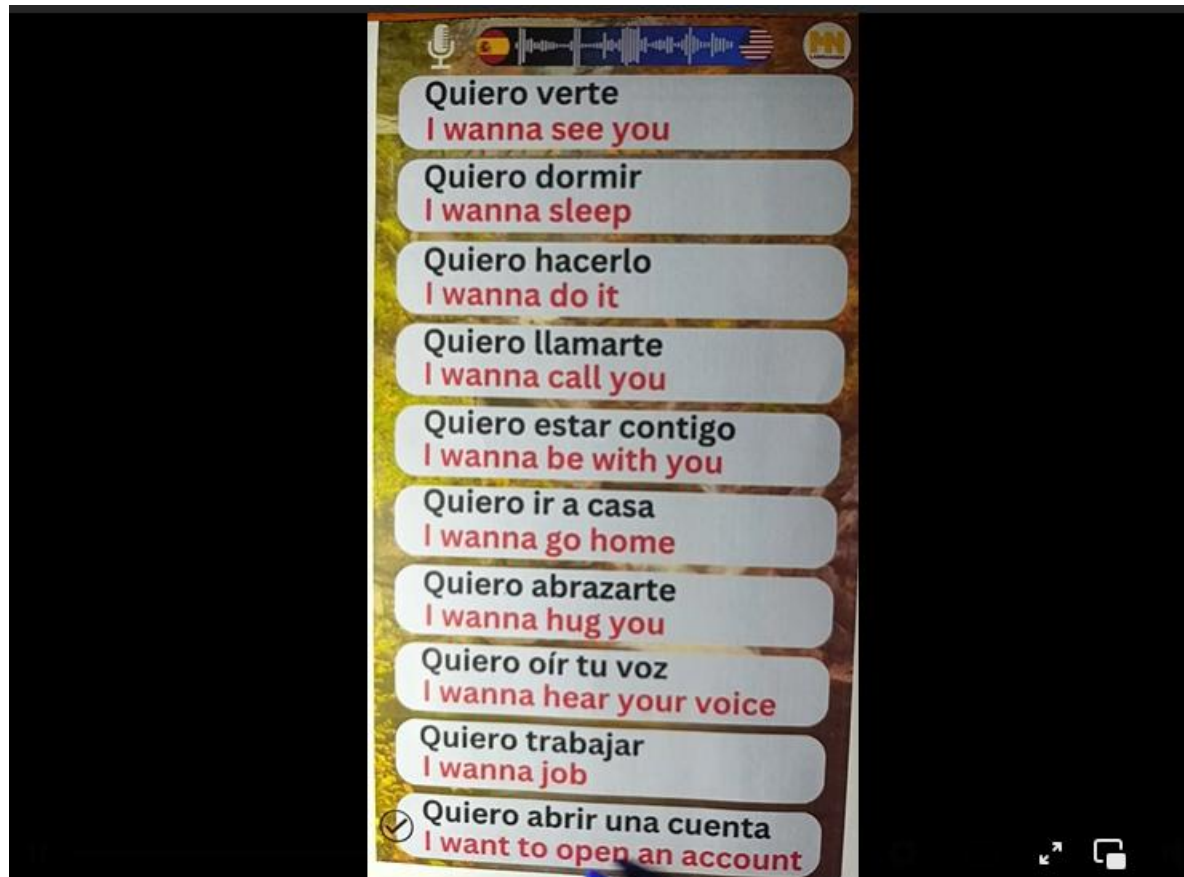 Quiero verte
I wanna see you
Quiero dormir
I wanna sleep
Quiero hacerlo
I wanna do it
Quiero llamarte
I wanna call you
Quiero estar contigo
I wanna be with you
Quiero ir a casa
I wanna go home
Quiero abrazarte
I wanna hug you
Quiero oír tu voz
I wanna hear your voice
Quiero trabajar
I wanna job
Quiero abrir una cuenta
I want to open an account